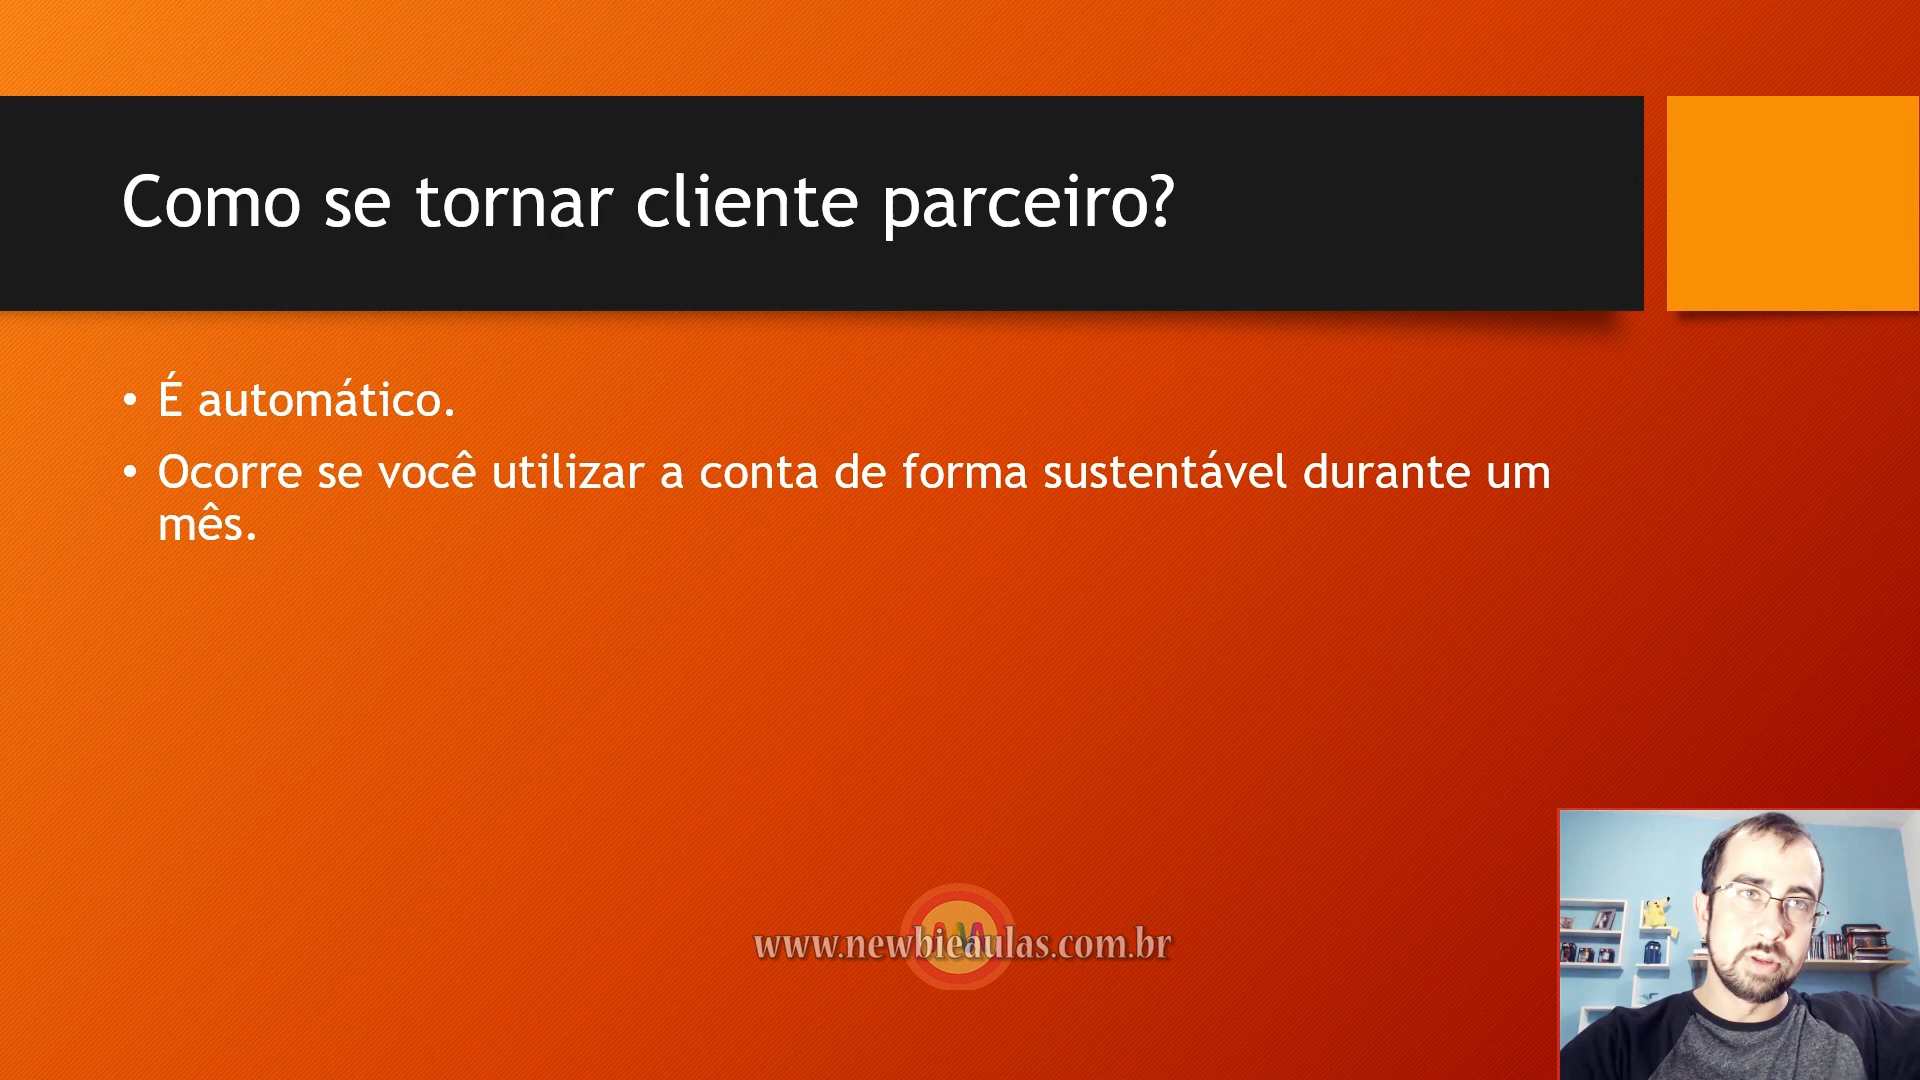 Como se tornar cliente parceiro?
• É automático.
• Ocorre se você utilizar a conta de forma sustentável durante um
mês.
www.newbieaulas.com.br